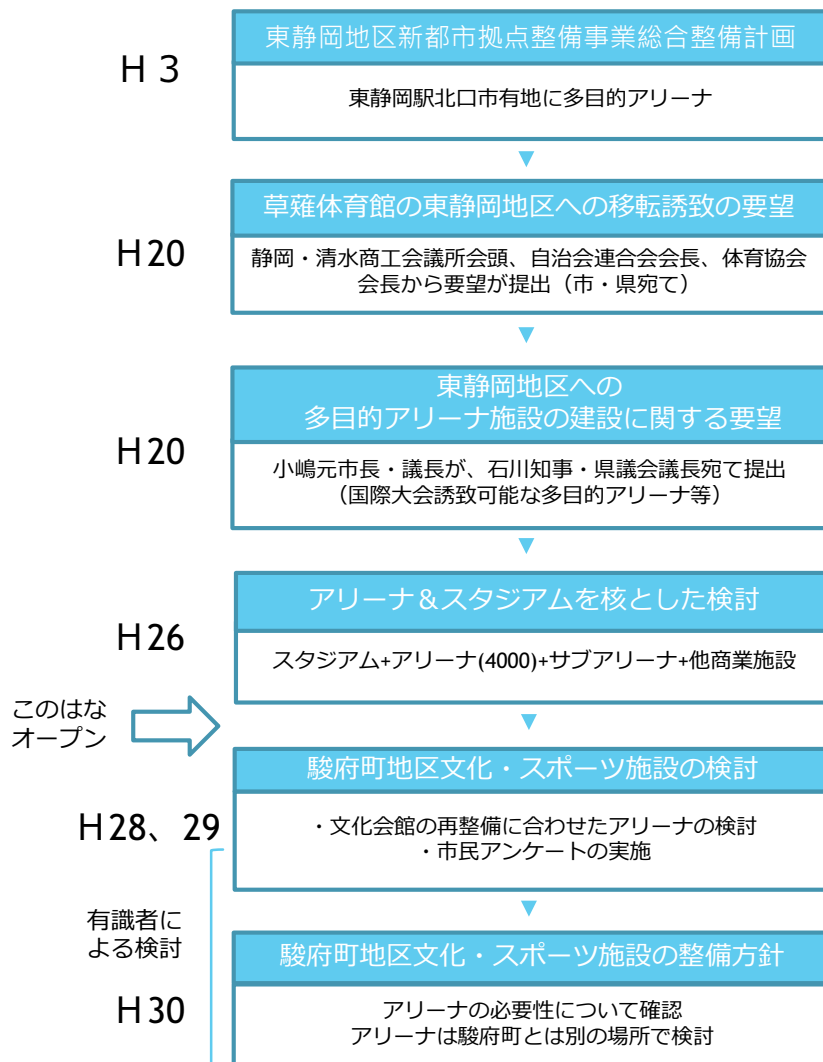 H 3
東静岡地区新都市拠点整備事業総合整備計画
東静岡駅北口市有地に多目的アリーナ
H20
草薙体育館の東静岡地区への移転誘致の要望
静岡・清水商工会議所会頭、自治会連合会会長、体育協会
会長から要望が提出（市・県宛て）
H20
東静岡地区への
多目的アリーナ施設の建設に関する要望
小嶋元市長・議長が、石川知事・県議会議長宛て提出
（国際大会誘致可能な多目的アリーナ等）
H26
アリーナ＆スタジアムを核とした検討
スタジアム+アリーナ(4000)+サブアリーナ+他商業施設
このはな
オープン
H28、29
駿府町地区文化・スポーツ施設の検討
・文化会館の再整備に合わせたアリーナの検討
・市民アンケートの実施
有識者に
よる検討
H30
駿府町地区文化・スポーツ施設の整備方針
アリーナの必要性について確認
アリーナは駿府町とは別の場所で検討